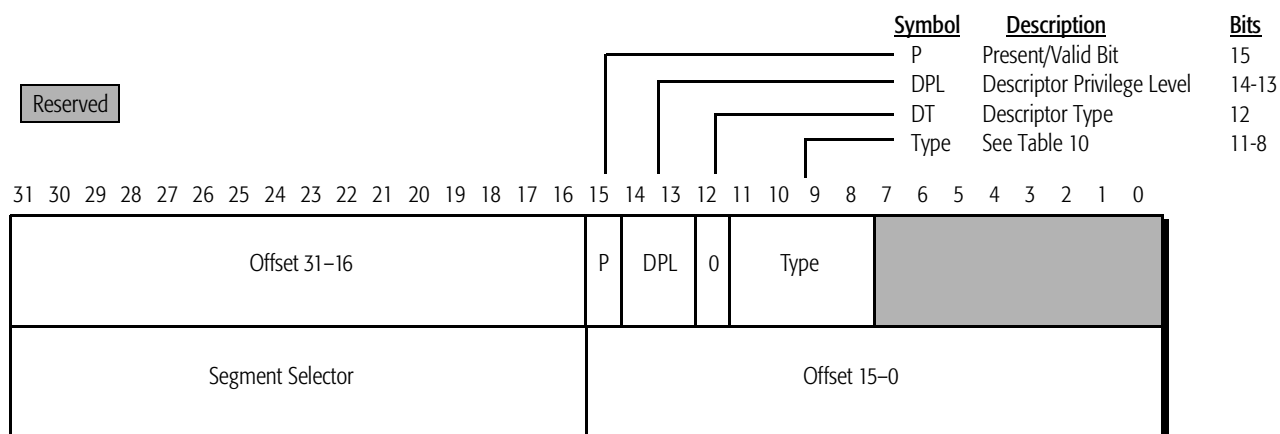 Symbol Description Bits
P Present/Valid Bit 15
DPL Descriptor Privilege Level 14-13
Reserved
DT Descriptor Type 12
Type See Table 10 11-8
31 30 29 28 27 26 25 24 23 22 21 20 19 18 17 16 15 14 13 12 11 10 9 8 7 6 5 4 3 2 1 0
Offset 31–16 P DPL 0 Type
Segment Selector Offset 15–0